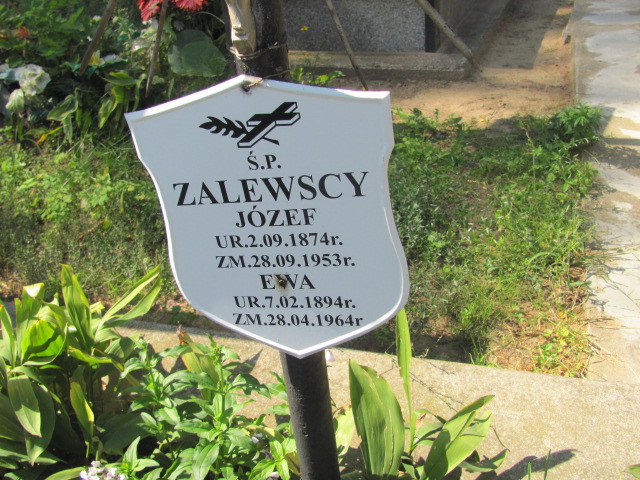 Ś.P.
ZALEWSCY
JÓZEF
UR.2.09.1874r.
ZM.28.09.1953r.
EWA
UR.7.02.1894r.
ZM.28.04.1964r